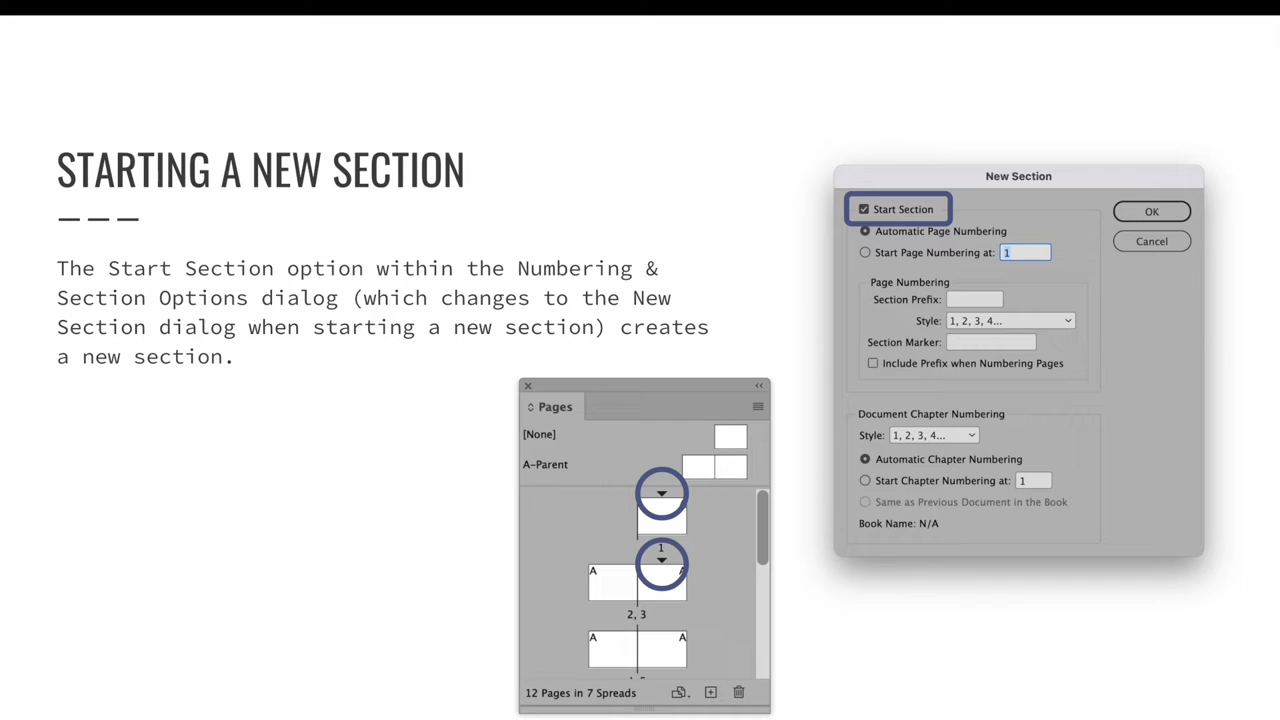 STARTING A NEW SECTION
The Start Section option within the Numbering &
Section Options dialog (which changes to the New
Section dialog when starting a new section) creates
a new section.
Pages
[None]
A-Parent
1
A A
2, 3
A A
12 Pages in 7 Spreads
New Section
Start Section
OK
Automatic Page Numbering
Start Page Numbering at: 1
Cancel
Page Numbering
Section Prefix:
Style: 1, 2, 3, 4...
Section Marker:
Include Prefix when Numbering Pages
Document Chapter Numbering
Style: 1, 2, 3, 4...
Automatic Chapter Numbering
Start Chapter Numbering at: 1
Same as Previous Document in the Book
Book Name: N/A